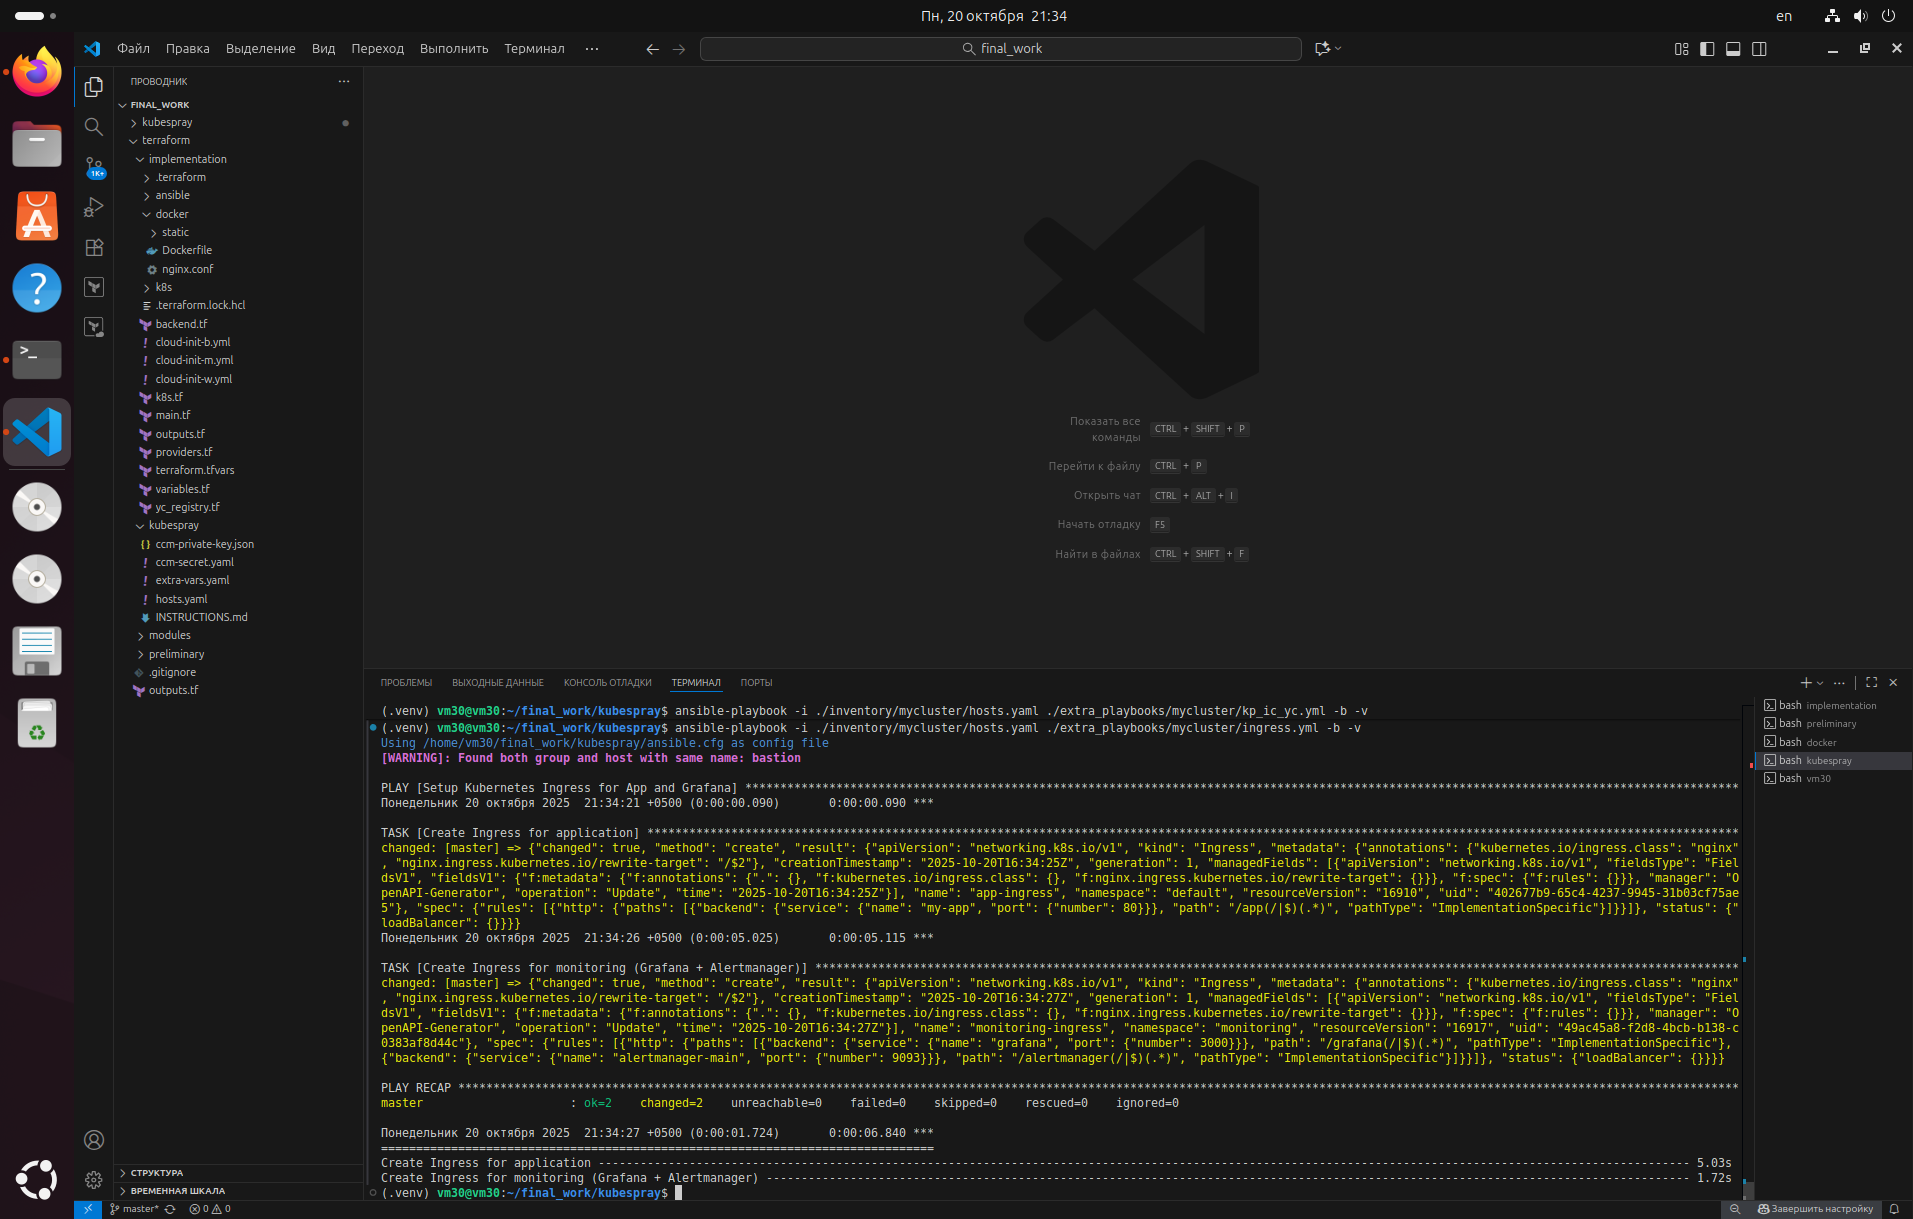 Пн, 20 октября 21:34
en
Файл Правка Выделение Вид Переход Выполнить Терминал ···
final_work
ПРОВОДНИК
FINAL_WORK
kubespray
terraform
implementation
.terraform
ansible
docker
static
Dockerfile
nginx.conf
k8s
.terraform.lock.hcl
backend.tf
cloud-init-b.yml
cloud-init-m.yml
cloud-init-w.yml
k8s.tf
main.tf
outputs.tf
providers.tf
terraform.tfvars
variables.tf
yc_registry.tf
kubespray
ccm-private-key.json
ccm-secret.yaml
extra-vars.yaml
hosts.yaml
INSTRUCTIONS.md
modules
preliminary
.gitignore
outputs.tf
СТРУКТУРА
ВРЕМЕННАЯ ШКАЛА
1K+
Показать все команды CTRL + SHIFT + P
Перейти к файлу CTRL + P
Открыть чат CTRL + ALT + I
Начать отладку F5
Найти в файлах CTRL + SHIFT + F
ПРОБЛЕМЫ ВЫХОДНЫЕ ДАННЫЕ КОНСОЛЬ ОТЛАДКИ ТЕРМИНАЛ ПОРТЫ
(.venv) vm30@vm30:~/final_work/kubespray$ ansible-playbook -i ./inventory/mycluster/hosts.yaml ./extra_playbooks/mycluster/kp_ic_yc.yml -b -v
(.venv) vm30@vm30:~/final_work/kubespray$ ansible-playbook -i ./inventory/mycluster/hosts.yaml ./extra_playbooks/mycluster/ingress.yml -b -v
Using /home/vm30/final_work/kubespray/ansible.cfg as config file
[WARNING]: Found both group and host with same name: bastion
PLAY [Setup Kubernetes Ingress for App and Grafana] ***
Понедельник 20 октября 2025 21:34:21 +0500 (0:00:00.090) 0:00:00.090 ***
TASK [Create Ingress for application] ***
changed: [master] => {"changed": true, "method": "create", "result": {"apiVersion": "networking.k8s.io/v1", "kind": "Ingress", "metadata": {"annotations": {"kubernetes.io/ingress.class": "nginx"
, "nginx.ingress.kubernetes.io/rewrite-target": "/$2"}, "creationTimestamp": "2025-10-20T16:34:25Z", "generation": 1, "managedFields": [{"apiVersion": "networking.k8s.io/v1", "fieldsType": "Fiel
dsV1", "fieldsV1": {"f:metadata": {"f:annotations": {".": {}, "f:kubernetes.io/ingress.class": {}, "f:nginx.ingress.kubernetes.io/rewrite-target": {}}}, "f:spec": {"f:rules": {}}}, "manager": "O
penAPI-Generator", "operation": "Update", "time": "2025-10-20T16:34:25Z"}], "name": "app-ingress", "namespace": "default", "resourceVersion": "16910", "uid": "402677b9-65c4-4237-9945-31b03cf75ae
5"}, "spec": {"rules": [{"http": {"paths": [{"backend": {"service": {"name": "my-app", "port": {"number": 80}}}, "path": "/app(/|$)(.*)", "pathType": "ImplementationSpecific"}]}}]}, "status": {"
loadBalancer": {}}}}
Понедельник 20 октября 2025 21:34:26 +0500 (0:00:05.025) 0:00:05.115 ***
TASK [Create Ingress for monitoring (Grafana + Alertmanager)] ***
changed: [master] => {"changed": true, "method": "create", "result": {"apiVersion": "networking.k8s.io/v1", "kind": "Ingress", "metadata": {"annotations": {"kubernetes.io/ingress.class": "nginx"
, "nginx.ingress.kubernetes.io/rewrite-target": "/$2"}, "creationTimestamp": "2025-10-20T16:34:27Z", "generation": 1, "managedFields": [{"apiVersion": "networking.k8s.io/v1", "fieldsType": "Fiel
dsV1", "fieldsV1": {"f:metadata": {"f:annotations": {".": {}, "f:kubernetes.io/ingress.class": {}, "f:nginx.ingress.kubernetes.io/rewrite-target": {}}}, "f:spec": {"f:rules": {}}}, "manager": "O
penAPI-Generator", "operation": "Update", "time": "2025-10-20T16:34:27Z"}], "name": "monitoring-ingress", "namespace": "monitoring", "resourceVersion": "16917", "uid": "49ac45a8-f2d8-4bcb-b138-c
0383af8d44c"}, "spec": {"rules": [{"http": {"paths": [{"backend": {"service": {"name": "grafana", "port": {"number": 3000}}}, "path": "/grafana(/|$)(.*)", "pathType": "ImplementationSpecific"},
{"backend": {"service": {"name": "alertmanager-main", "port": {"number": 9093}}}, "path": "/alertmanager(/|$)(.*)", "pathType": "ImplementationSpecific"}]}}]}, "status": {"loadBalancer": {}}}}
PLAY RECAP ***
master : ok=2 changed=2 unreachable=0 failed=0 skipped=0 rescued=0 ignored=0
Понедельник 20 октября 2025 21:34:27 +0500 (0:00:01.724) 0:00:06.840 ***
===============================================================================
Create Ingress for application --- 5.03s
Create Ingress for monitoring (Grafana + Alertmanager) --- 1.72s
(.venv) vm30@vm30:~/final_work/kubespray$
bash implementation
bash preliminary
bash docker
bash kubespray
bash vm30
master* 0 0
Завершить настройку